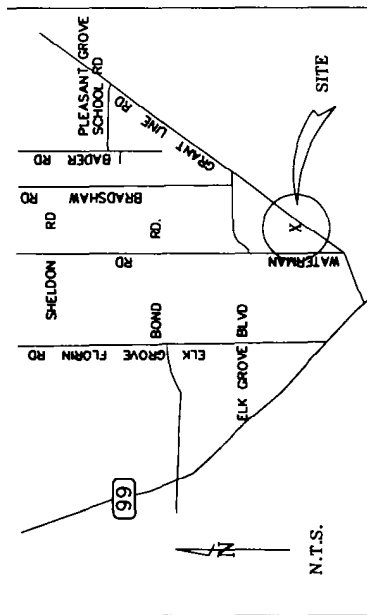 PLEASANT GROVE
SCHOOL RD
BADER RD
GRANT LINE RD
BRADSHAW RD
SHELDON RD
WATERMAN RD
BOND RD.
ELK GROVE FLORIN RD
ELK GROVE BLVD
99
X
SITE
N
N.T.S.